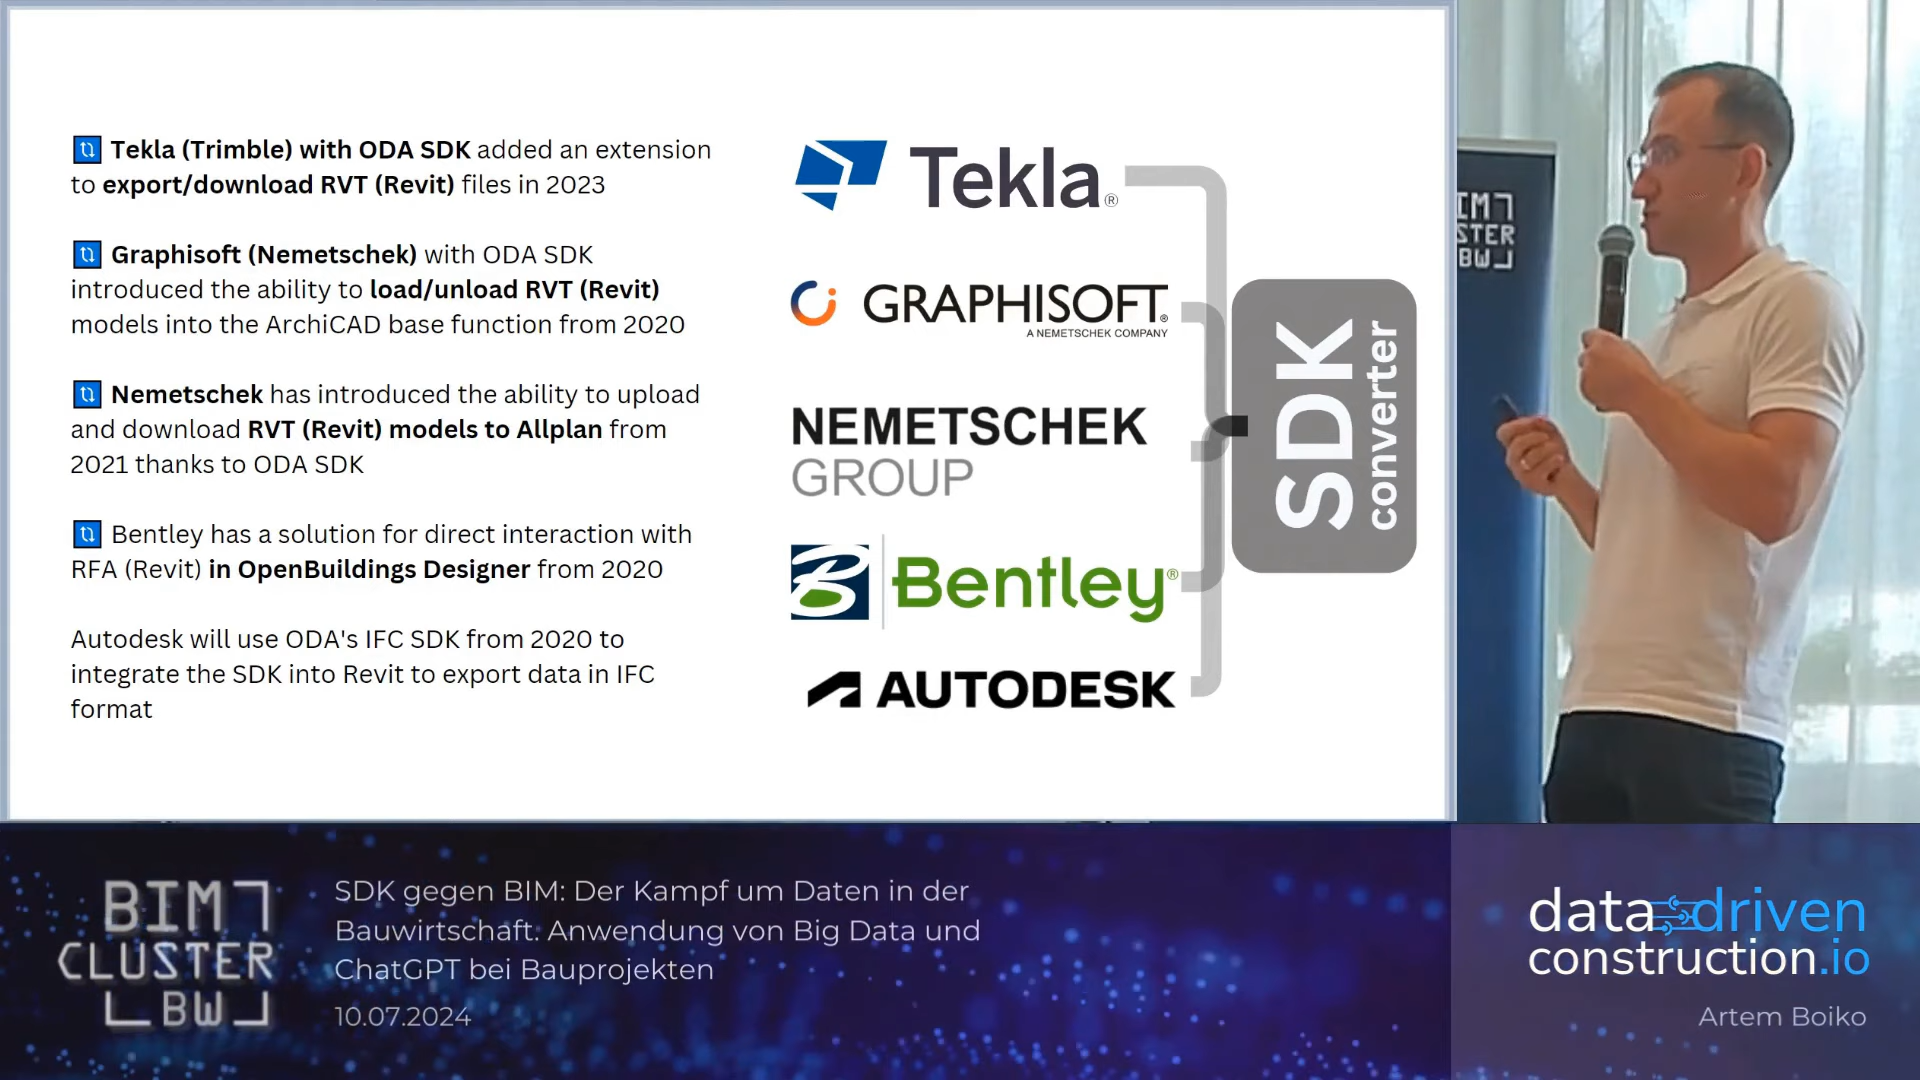 Tekla (Trimble) with ODA SDK added an extension
to export/download RVT (Revit) files in 2023
Graphisoft (Nemetschek) with ODA SDK
introduced the ability to load/unload RVT (Revit)
models into the ArchiCAD base function from 2020
Nemetschek has introduced the ability to upload
and download RVT (Revit) models to Allplan from
2021 thanks to ODA SDK
Bentley has a solution for direct interaction with
RFA (Revit) in OpenBuildings Designer from 2020
Autodesk will use ODA's IFC SDK from 2020 to
integrate the SDK into Revit to export data in IFC
format
Tekla®
GRAPHISOFT®
A NEMETSCHEK COMPANY
NEMETSCHEK
GROUP
B Bentley®
AUTODESK
SDK
converter
IM
STER
BW
BIM
CLUSTER
BW
SDK gegen BIM: Der Kampf um Daten in der
Bauwirtschaft. Anwendung von Big Data und
ChatGPT bei Bauprojekten
10.07.2024
data driven
construction.io
Artem Boiko